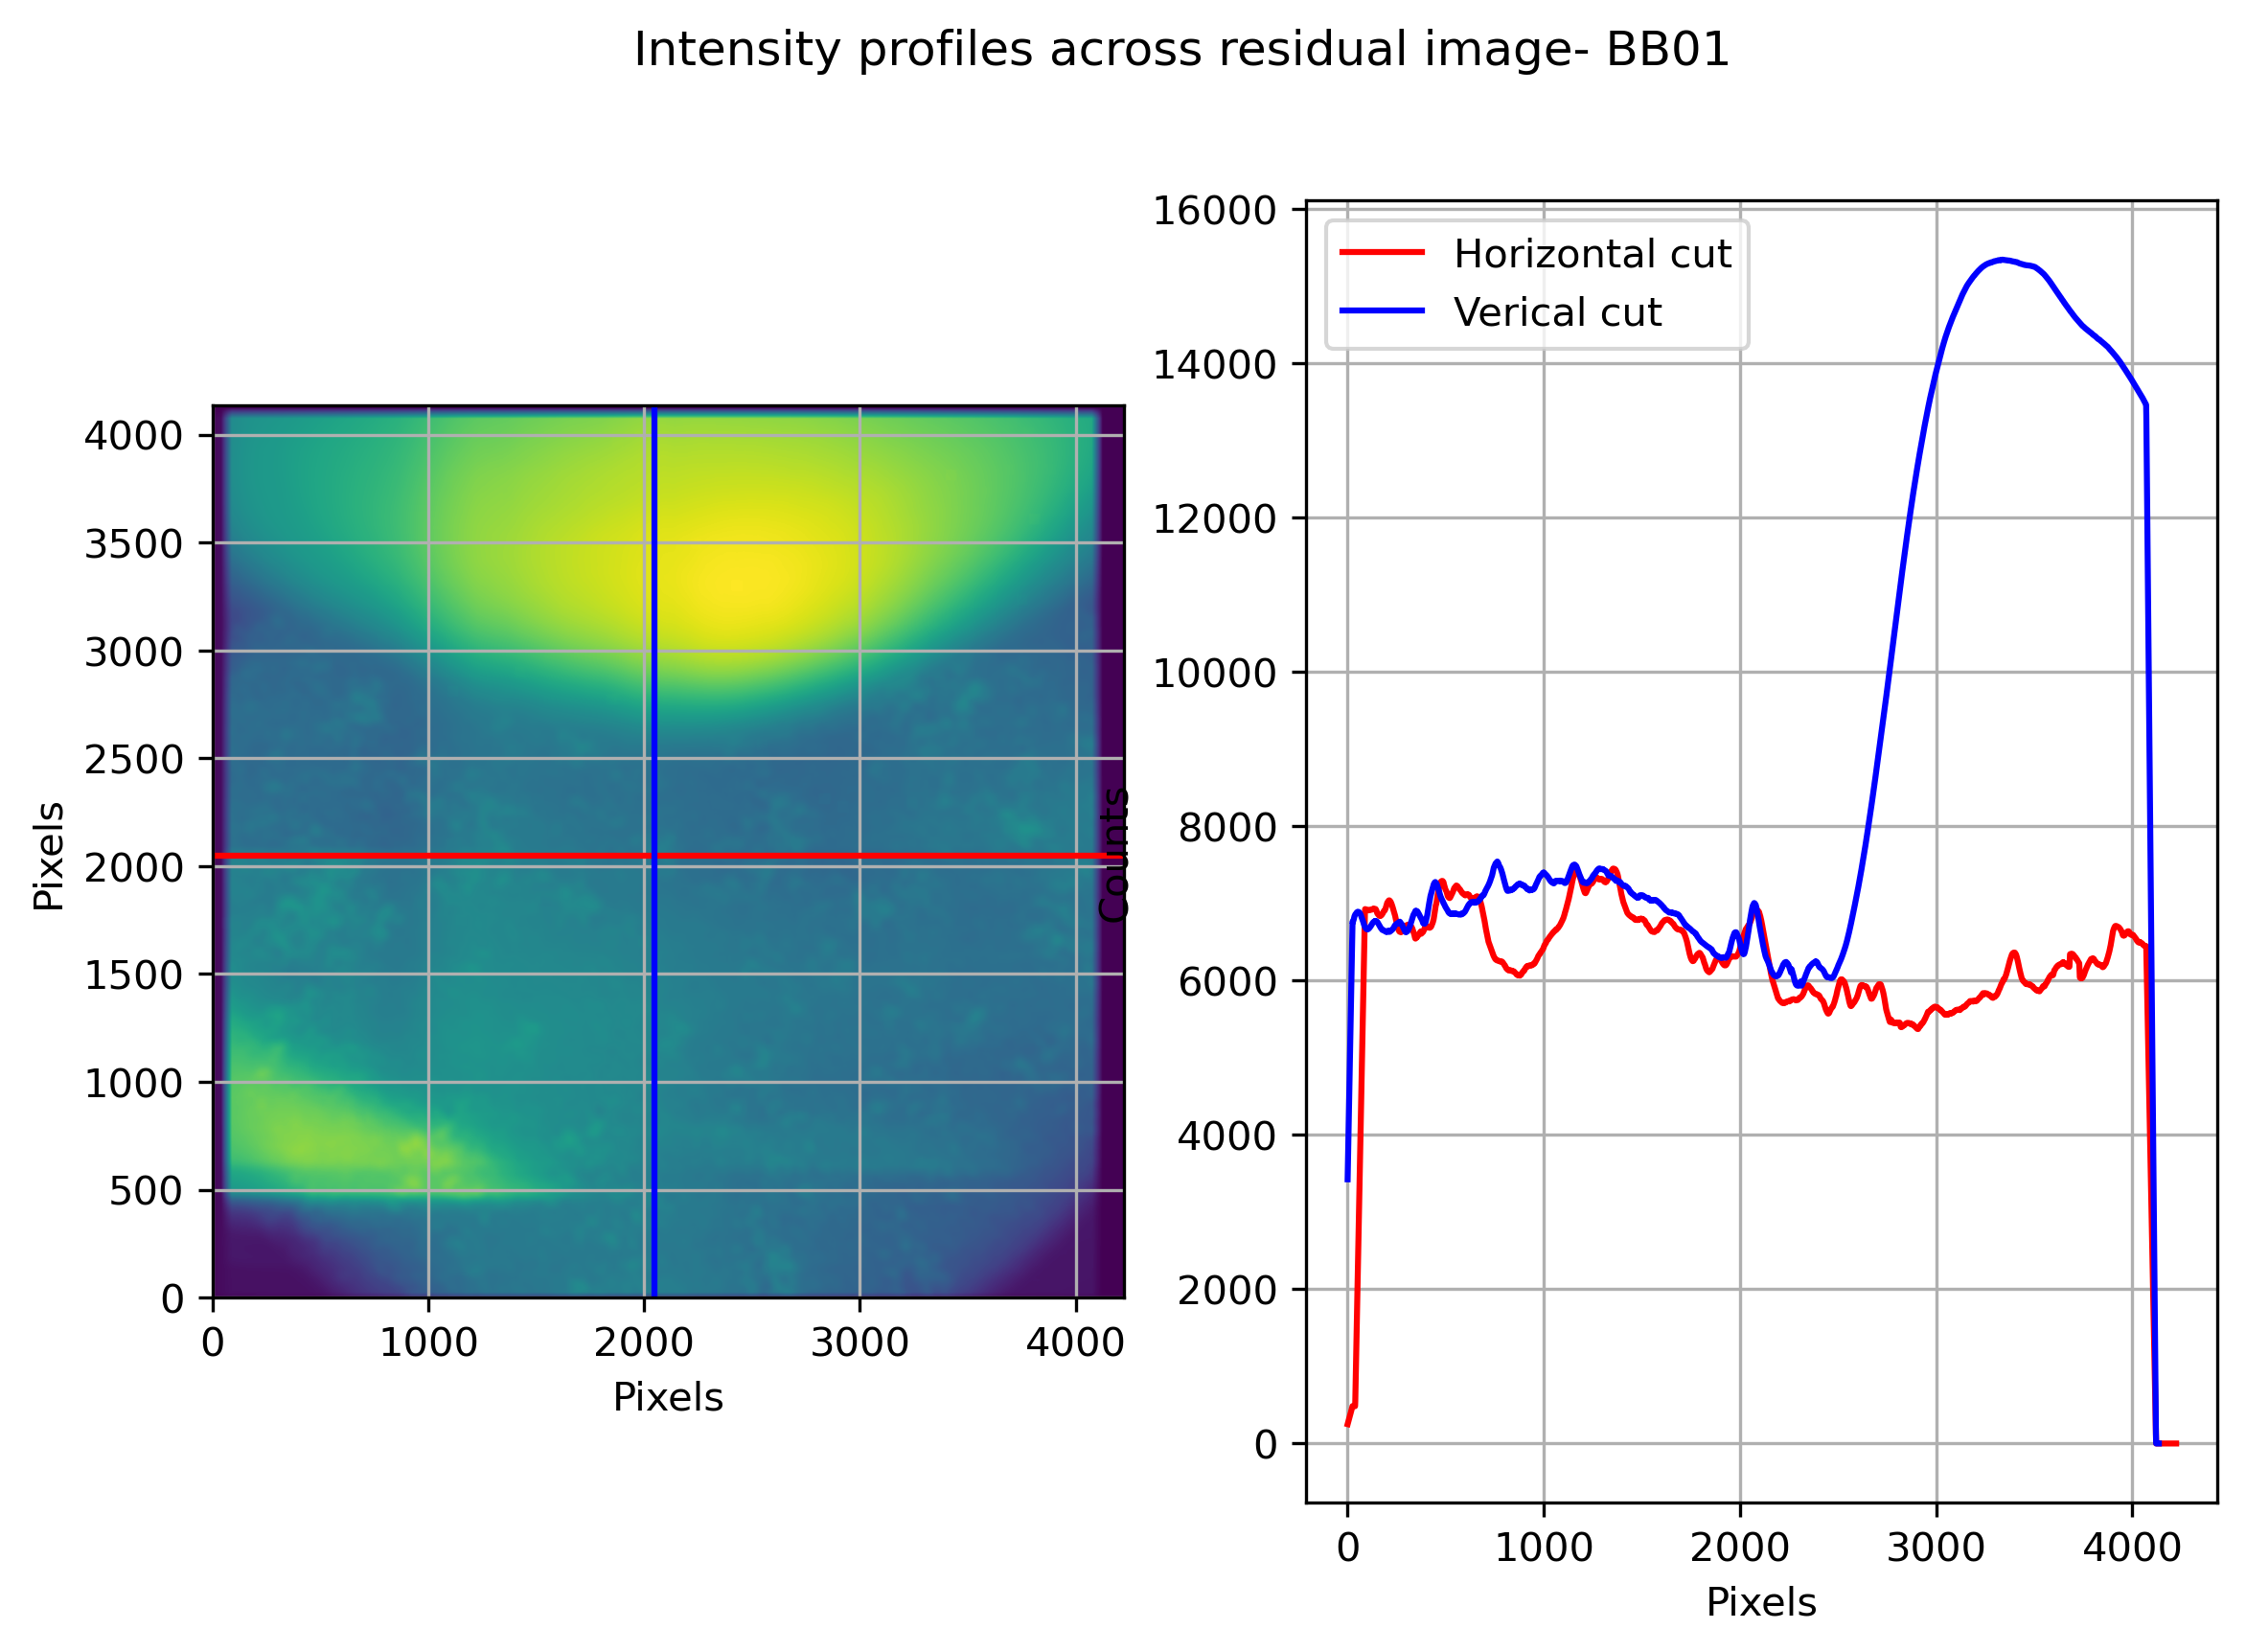 Intensity profiles across residual image- BB01
4000
3500
3000
2500
2000
1500
1000
500
0
Pixels
0 1000 2000 3000 4000
Pixels
16000
14000
12000
10000
8000
6000
4000
2000
0
Counts
Horizontal cut
Verical cut
0 1000 2000 3000 4000
Pixels